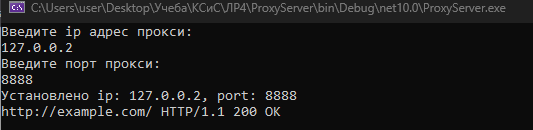 C:\Users\user\Desktop\Учеба\КСиС\ЛР4\ProxyServer\bin\Debug\net10.0\ProxyServer.exe
Введите ip адрес прокси:
127.0.0.2
Введите порт прокси:
8888
Установлено ip: 127.0.0.2, port: 8888
http://example.com/ HTTP/1.1 200 OK